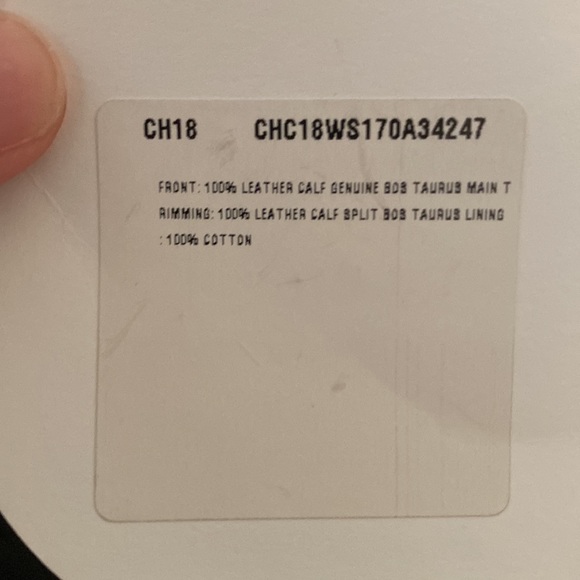 CH18 CHC18WS170A34247
FRONT: 100% LEATHER CALF GENUINE BOS TAURUS MAIN T
RIMMING: 100% LEATHER CALF SPLIT BOS TAURUS LINING
: 100% COTTON